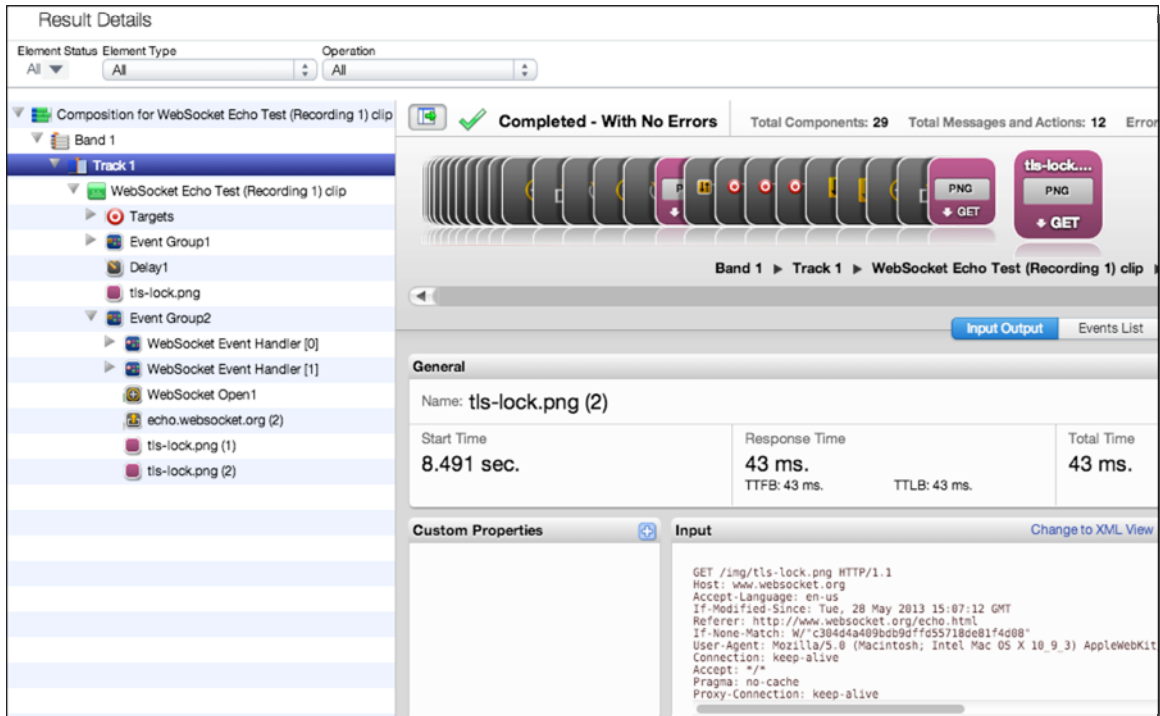 Result Details
Element Status Element Type Operation
All All All
Composition for WebSocket Echo Test (Recording 1) clip
Band 1
Track 1
WebSocket Echo Test (Recording 1) clip
Targets
Event Group1
Delay1
tls-lock.png
Event Group2
WebSocket Event Handler [0]
WebSocket Event Handler [1]
WebSocket Open1
echo.websocket.org (2)
tls-lock.png (1)
tls-lock.png (2)
Completed - With No Errors Total Components: 29 Total Messages and Actions: 12 Error
P
PNG
GET
tls-lock....
PNG
GET
Band 1 ▶ Track 1 ▶ WebSocket Echo Test (Recording 1) clip
Input Output Events List
General
Name: tls-lock.png (2)
Start Time Response Time Total Time
8.491 sec. 43 ms. 43 ms.
TTFB: 43 ms. TTLB: 43 ms.
Custom Properties Input Change to XML View
GET /img/tls-lock.png HTTP/1.1
Host: www.websocket.org
Accept-Language: en-us
If-Modified-Since: Tue, 28 May 2013 15:07:12 GMT
Referer: http://www.websocket.org/echo.html
If-None-Match: W/"c304d4a409bdb9dffd55718de81f4d08"
User-Agent: Mozilla/5.0 (Macintosh; Intel Mac OS X 10_9_3) AppleWebKit
Connection: keep-alive
Accept: */*
Pragma: no-cache
Proxy-Connection: keep-alive